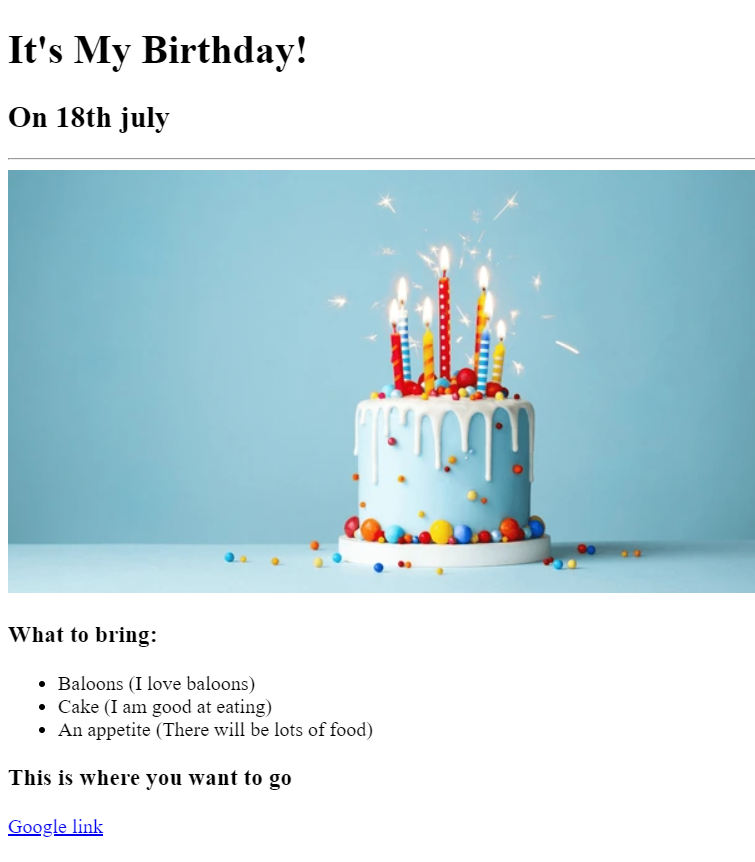 It's My Birthday!
On 18th july
What to bring:
Baloons (I love baloons)
Cake (I am good at eating)
An appetite (There will be lots of food)
This is where you want to go
Google link